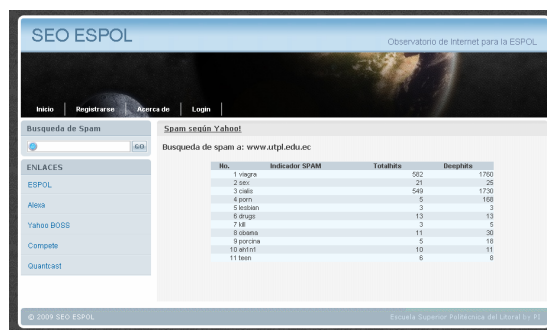 SEO ESPOL
Observatorio de Internet para la ESPOL
Inicio Registrarse Acerca de Login
Busqueda de Spam
GO
ENLACES
ESPOL
Alexa
Yahoo BOSS
Compete
Quantcast
Spam según Yahoo!
Busqueda de spam a: www.utpl.edu.ec
No. Indicador SPAM Totalhits Deephits
1 viagra 582 1760
2 sex 21 25
3 cialis 549 1730
4 porn 5 168
5 lesbian 3 3
6 drugs 13 13
7 kill 3 5
8 obama 11 30
9 porcina 5 18
10 ah1n1 10 11
11 teen 6 8
© 2009 SEO ESPOL
Escuela Superior Politécnica del Litoral by